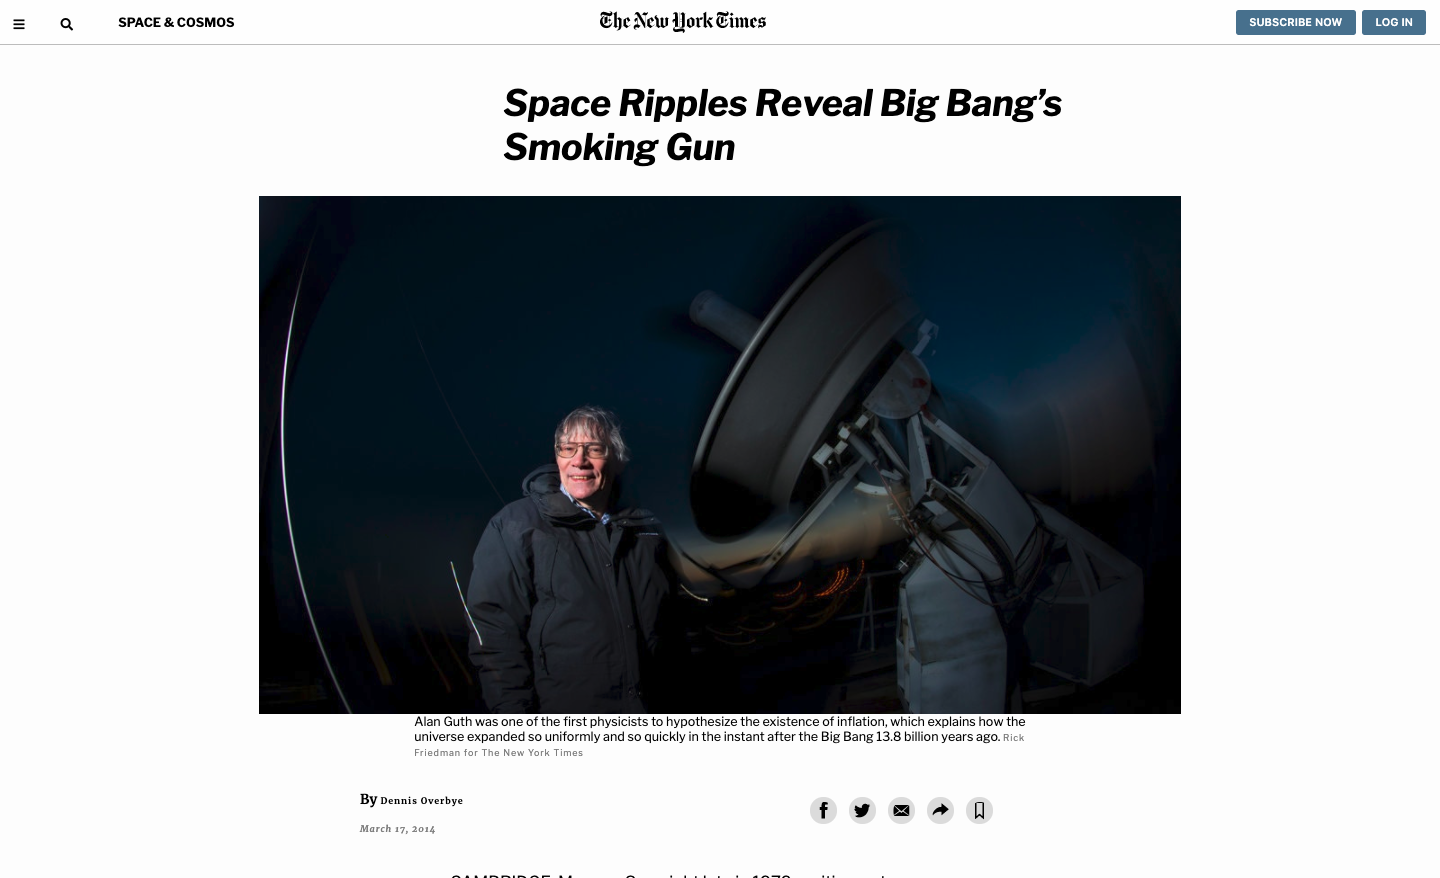 SPACE & COSMOS
The New York Times
SUBSCRIBE NOW
LOG IN
Space Ripples Reveal Big Bang’s
Smoking Gun
Alan Guth was one of the first physicists to hypothesize the existence of inflation, which explains how the
universe expanded so uniformly and so quickly in the instant after the Big Bang 13.8 billion years ago. Rick
Friedman for The New York Times
By Dennis Overbye
March 17, 2014